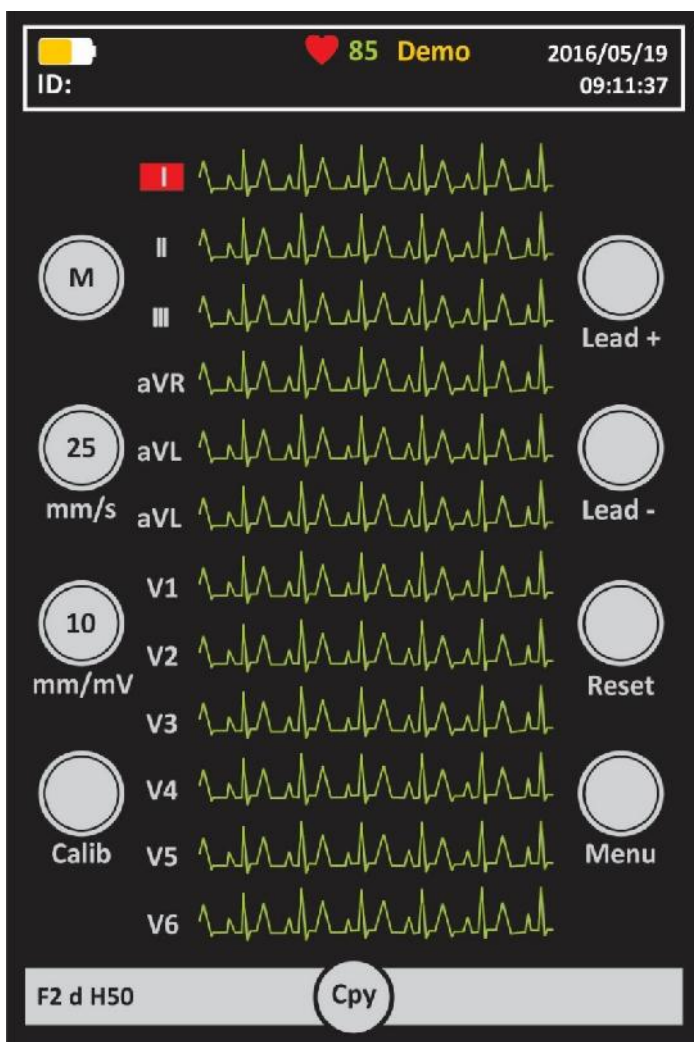 85 Demo 2016/05/19
ID: 09:11:37
I
II
M
III
Lead +
aVR
25 aVL
mm/s aVL Lead -
V1
10
V2
mm/mV Reset
V3
V4
Calib V5 Menu
V6
F2 d H50 Cpy